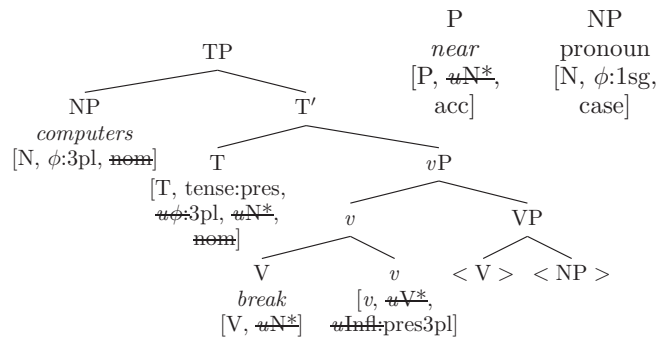 P NP
near pronoun
TP [P, uN*, [N, ϕ:1sg,
acc] case]
NP T′
computers
[N, ϕ:3pl, nom] T vP
[T, tense:pres,
uϕ:3pl, uN*, v VP
nom]
V v < V > < NP >
break [v, uV*,
[V, uN*] uInfl:pres3pl]